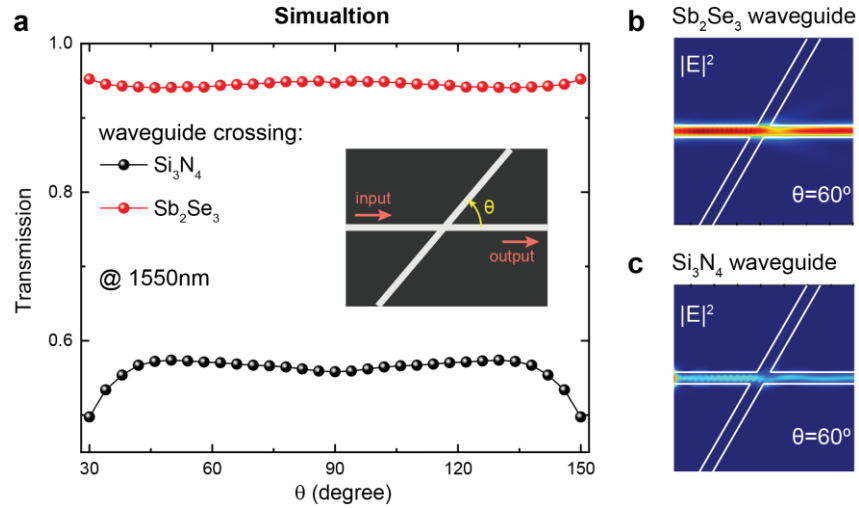 a
Simualtion
1.0
0.8
0.6
Transmission
waveguide crossing:
Si₃N₄
Sb₂Se₃
@ 1550nm
input
θ
output
30
60
90
120
150
θ (degree)
b
Sb₂Se₃ waveguide
|E|²
θ=60º
c
Si₃N₄ waveguide
|E|²
θ=60º